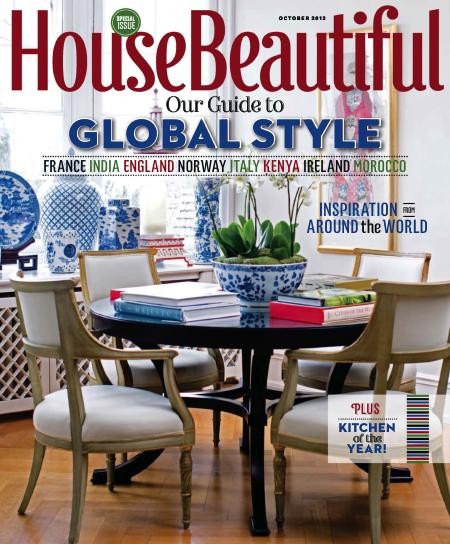 SPECIAL
ISSUE
OCTOBER 2012
HouseBeautiful
Our Guide to
GLOBAL STYLE
FRANCE INDIA ENGLAND NORWAY ITALY KENYA IRELAND MOROCCO
INSPIRATION FROM
AROUND the WORLD
MAJESTY
PLUS
KITCHEN
of the
YEAR!